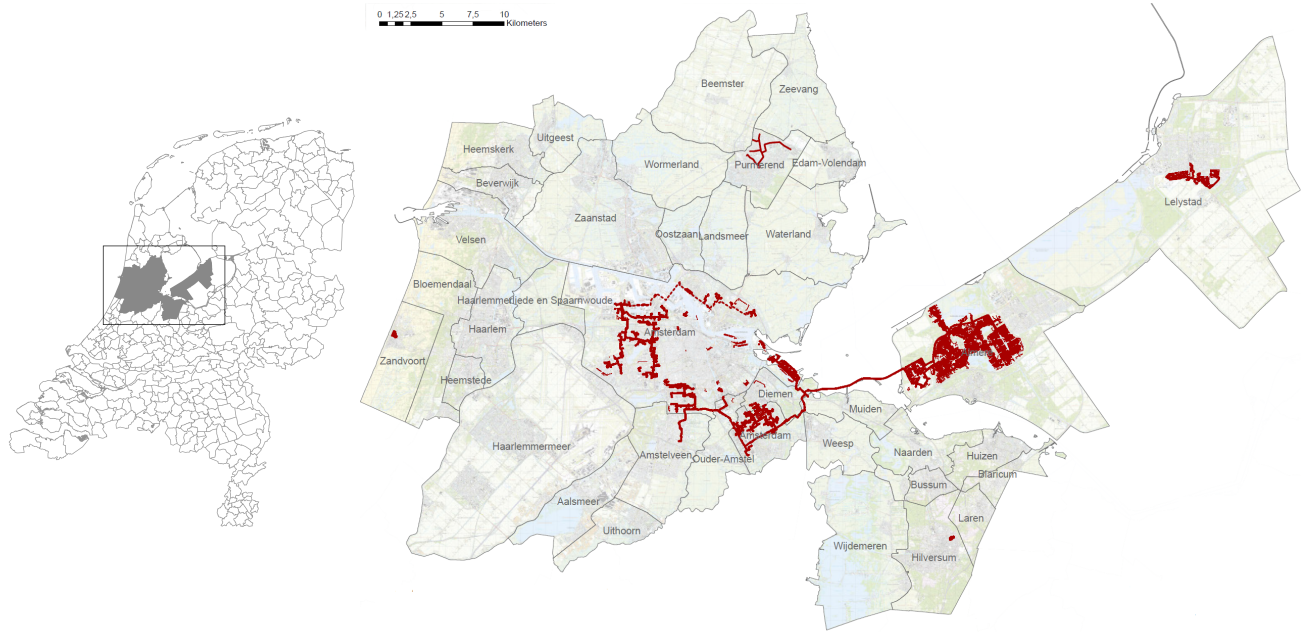 0 1,25 2,5 5 7,5 10
Kilometers
Beemster
Zeevang
Uitgeest
Heemskerk
Wormerland
Purmerend
Edam-Volendam
Beverwijk
Lelystad
Zaanstad
Oostzaan
Landsmeer
Waterland
Velsen
Bloemendaal
Haarlemmerliede en Spaarnwoude
Haarlem
Amsterdam
Zandvoort
Heemstede
Diemen
Muiden
Amsterdam
Weesp
Haarlemmermeer
Amstelveen
Ouder-Amstel
Naarden
Huizen
Blaricum
Bussum
Aalsmeer
Laren
Uithoorn
Wijdemeren
Hilversum